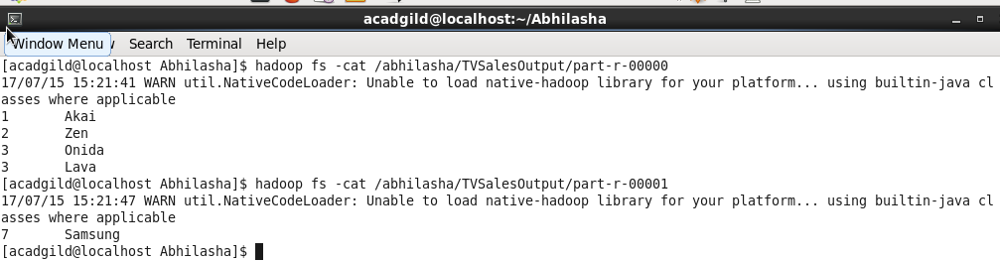 acadgild@localhost:~/Abhilasha
Window Menu Search Terminal Help
[acadgild@localhost Abhilasha]$ hadoop fs -cat /abhilasha/TVSalesOutput/part-r-00000
17/07/15 15:21:41 WARN util.NativeCodeLoader: Unable to load native-hadoop library for your platform... using builtin-java cl
asses where applicable
1 Akai
2 Zen
3 Onida
3 Lava
[acadgild@localhost Abhilasha]$ hadoop fs -cat /abhilasha/TVSalesOutput/part-r-00001
17/07/15 15:21:47 WARN util.NativeCodeLoader: Unable to load native-hadoop library for your platform... using builtin-java cl
asses where applicable
7 Samsung
[acadgild@localhost Abhilasha]$